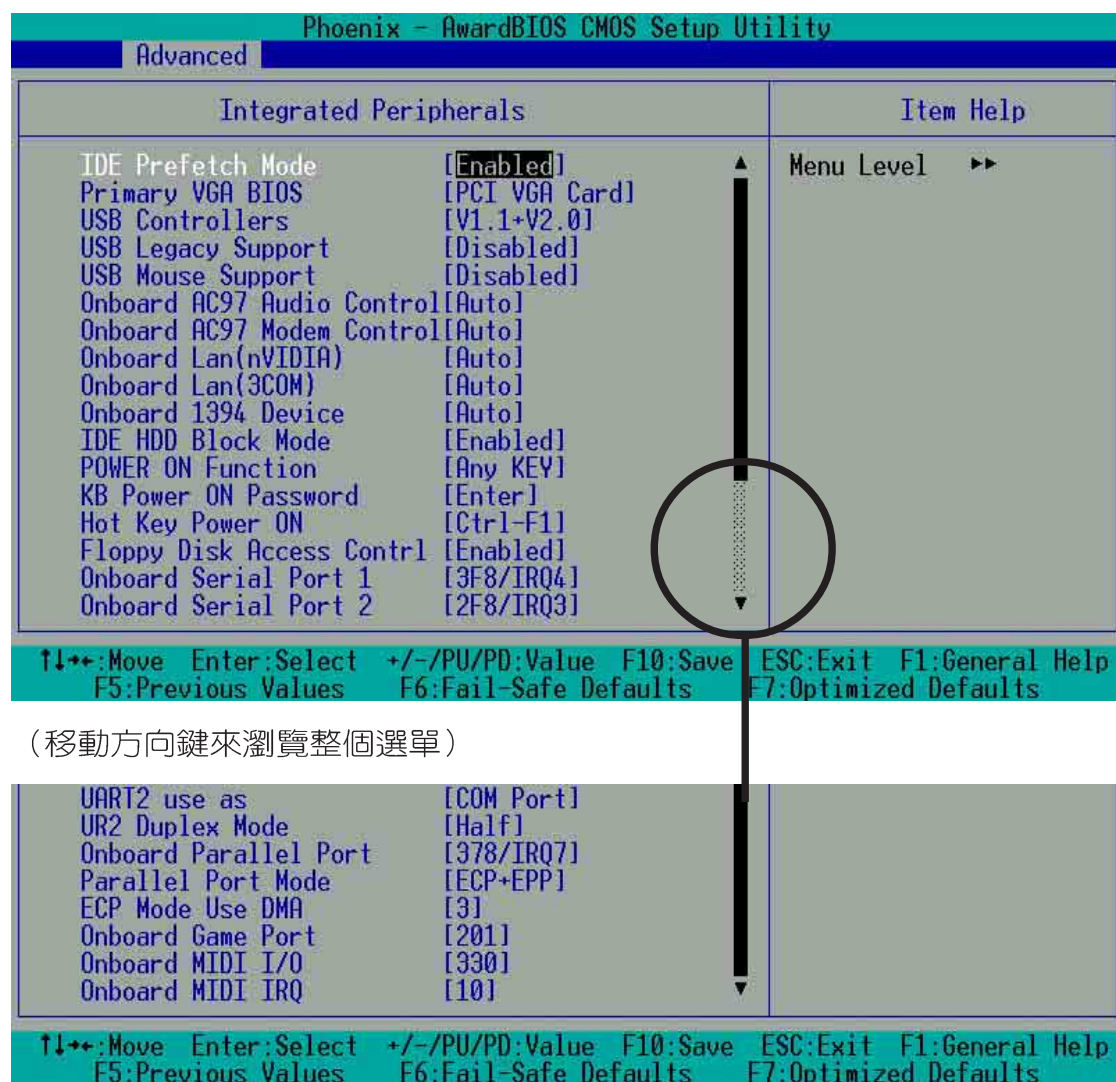 Phoenix - AwardBIOS CMOS Setup Utility
Advanced
Integrated Peripherals Item Help
IDE Prefetch Mode [Enabled] Menu Level ▸▸
Primary VGA BIOS [PCI VGA Card]
USB Controllers [V1.1+V2.0]
USB Legacy Support [Disabled]
USB Mouse Support [Disabled]
Onboard AC97 Audio Control[Auto]
Onboard AC97 Modem Control[Auto]
Onboard Lan(nVIDIA) [Auto]
Onboard Lan(3COM) [Auto]
Onboard 1394 Device [Auto]
IDE HDD Block Mode [Enabled]
POWER ON Function [Any KEY]
KB Power ON Password [Enter]
Hot Key Power ON [Ctrl-F1]
Floppy Disk Access Contrl [Enabled]
Onboard Serial Port 1 [3F8/IRQ4]
Onboard Serial Port 2 [2F8/IRQ3]
↑↓→←:Move Enter:Select +/-/PU/PD:Value F10:Save ESC:Exit F1:General Help
F5:Previous Values F6:Fail-Safe Defaults F7:Optimized Defaults
（移動方向鍵來瀏覽整個選單）
UART2 use as [COM Port]
UR2 Duplex Mode [Half]
Onboard Parallel Port [378/IRQ7]
Parallel Port Mode [ECP+EPP]
ECP Mode Use DMA [3]
Onboard Game Port [201]
Onboard MIDI I/O [330]
Onboard MIDI IRQ [10]
↑↓→←:Move Enter:Select +/-/PU/PD:Value F10:Save ESC:Exit F1:General Help
F5:Previous Values F6:Fail-Safe Defaults F7:Optimized Defaults